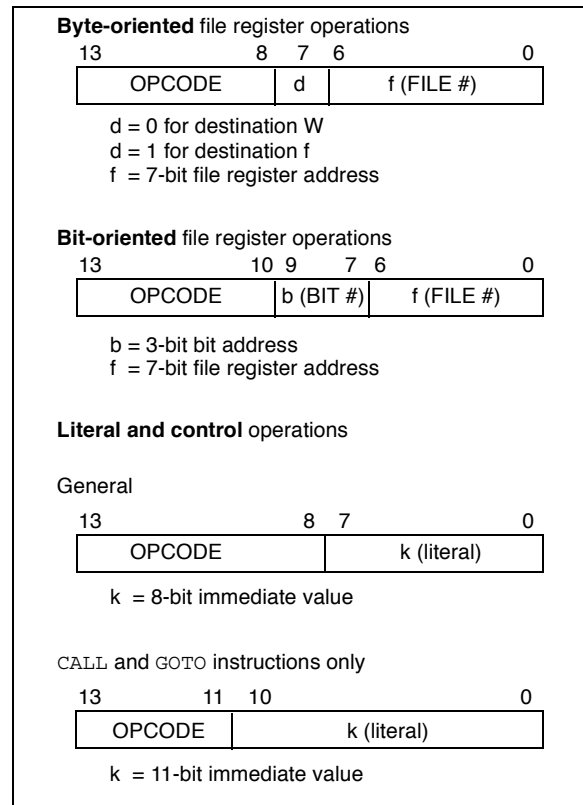 Byte-oriented file register operations
13 8 7 6 0
OPCODE d f (FILE #)
d = 0 for destination W
d = 1 for destination f
f = 7-bit file register address
Bit-oriented file register operations
13 10 9 7 6 0
OPCODE b (BIT #) f (FILE #)
b = 3-bit bit address
f = 7-bit file register address
Literal and control operations
General
13 8 7 0
OPCODE k (literal)
k = 8-bit immediate value
CALL and GOTO instructions only
13 11 10 0
OPCODE k (literal)
k = 11-bit immediate value